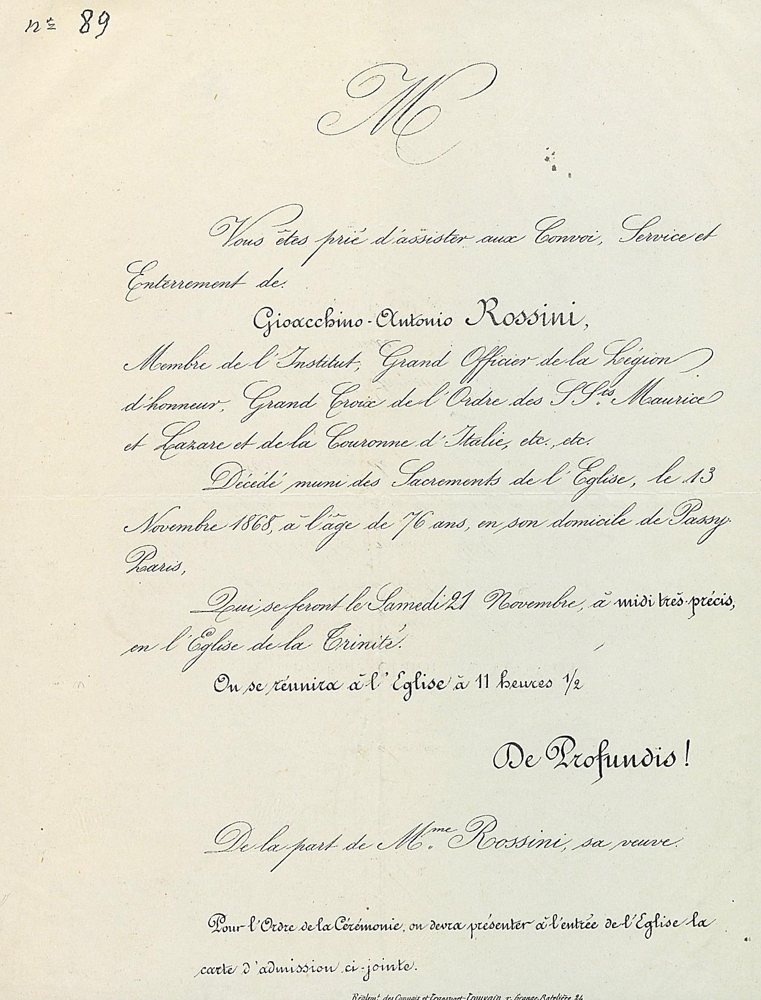 nº 89
M
Vous êtes prié d'assister aux Convoi, Service et
Enterrement de:
Gioacchino-Antonio Rossini,
Membre de l'Institut, Grand Officier de la Légion
d'honneur, Grand Croix de l'Ordre des SSts Maurice
et Lazare et de la Couronne d'Italie, etc., etc.
Décédé muni des Sacrements de l'Eglise, le 13
Novembre 1868, à l'âge de 76 ans, en son domicile de Passy-
Paris,
Qui se feront le Samedi 21 Novembre, à midi très-précis,
en l'Eglise de la Trinité.
On se réunira à l'Eglise à 11 heures 1/2
De Profundis!
De la part de Mme Rossini, sa veuve.
Pour l'Ordre de la Cérémonie, on devra présenter à l'entrée de l'Eglise la
carte d'admission ci-jointe.
Réglemt des Convois et Transport-Trauvain, r. Grange-Batelière, 24